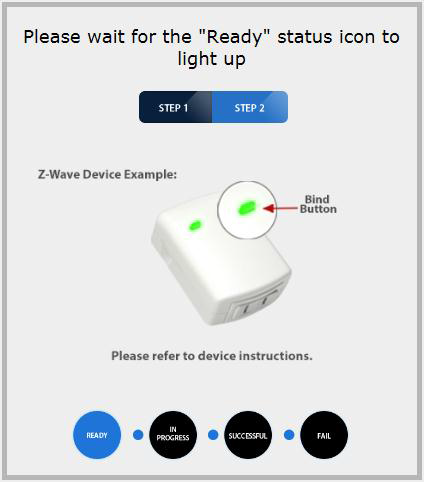 Please wait for the "Ready" status icon to
light up
STEP 1
STEP 2
Z-Wave Device Example:
Bind
Button
Please refer to device instructions.
READY
IN
PROGRESS
SUCCESSFUL
FAIL